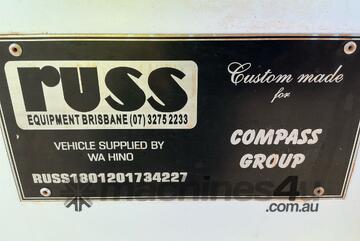 russ
EQUIPMENT BRISBANE (07) 3275 2233
VEHICLE SUPPLIED BY
WA HINO
RUSS1801201734227
Custom made
for
COMPASS
GROUP
machines4u
.com.au